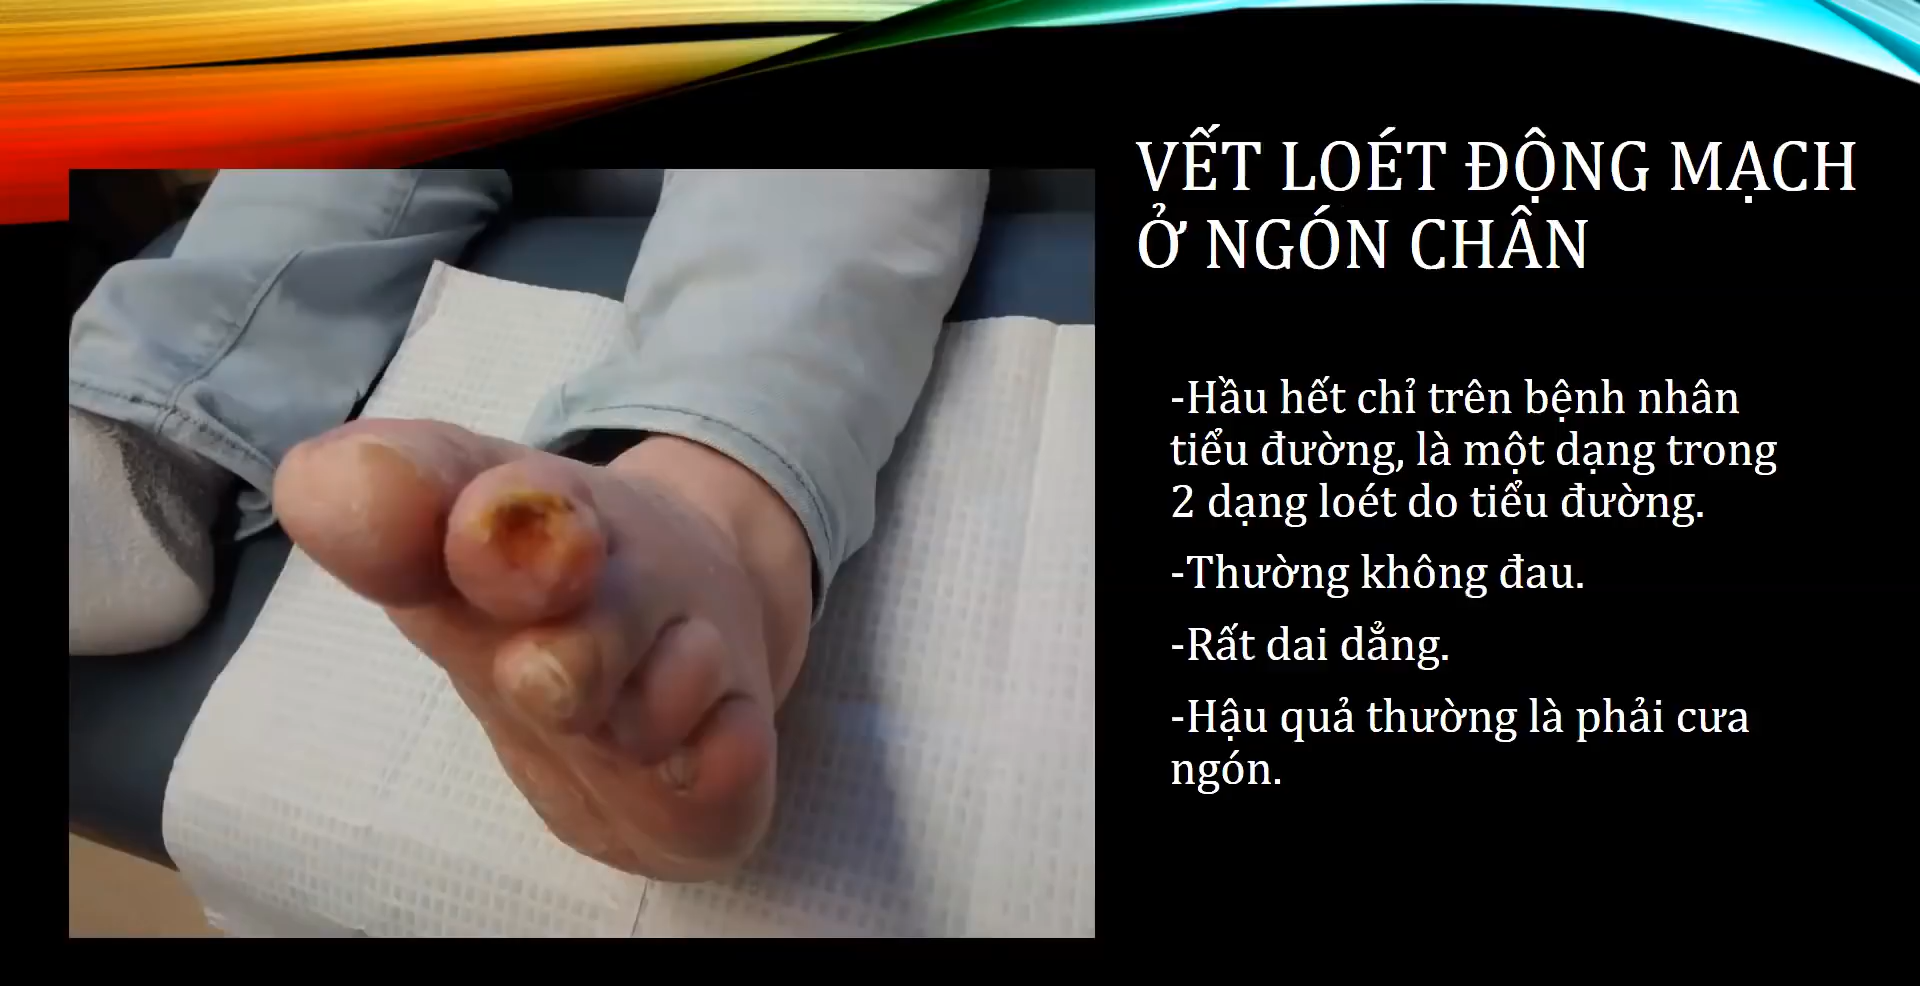 VẾT LOÉT ĐỘNG MẠCH
Ở NGÓN CHÂN
-Hầu hết chỉ trên bệnh nhân
tiểu đường, là một dạng trong
2 dạng loét do tiểu đường.
-Thường không đau.
-Rất dai dẳng.
-Hậu quả thường là phải cưa
ngón.